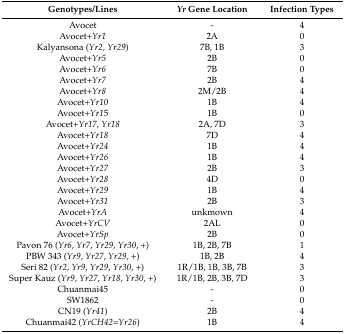 Genotypes/Lines Yr Gene Location Infection Types
Avocet - 4
Avocet+Yr1 2A 0
Kalyansona (Yr2, Yr29) 7B, 1B 3
Avocet+Yr5 2B 0
Avocet+Yr6 7B 0
Avocet+Yr7 2B 4
Avocet+Yr8 2M/2B 4
Avocet+Yr10 1B 4
Avocet+Yr15 1B 0
Avocet+Yr17, Yr18 2A, 7D 3
Avocet+Yr18 7D 4
Avocet+Yr24 1B 4
Avocet+Yr26 1B 4
Avocet+Yr27 2B 3
Avocet+Yr28 4D 0
Avocet+Yr29 1B 4
Avocet+Yr31 2B 3
Avocet+YrA unkmown 4
Avocet+YrCV 2AL 0
Avocet+YrSp 2B 0
Pavon 76 (Yr6, Yr7, Yr29, Yr30, +) 1B, 2B, 7B 1
PBW 343 (Yr9, Yr27, Yr29, +) 1B, 2B 4
Seri 82 (Yr2, Yr9, Yr29, Yr30, +) 1R/1B, 1B, 3B, 7B 3
Super Kauz (Yr9, Yr27, Yr18, Yr30, +) 1R/1B, 2B, 3B, 7D 3
Chuanmai45 - 0
SW1862 - 0
CN19 (Yr41) 2B 4
Chuanmai42 (YrCH42=Yr26) 1B 4